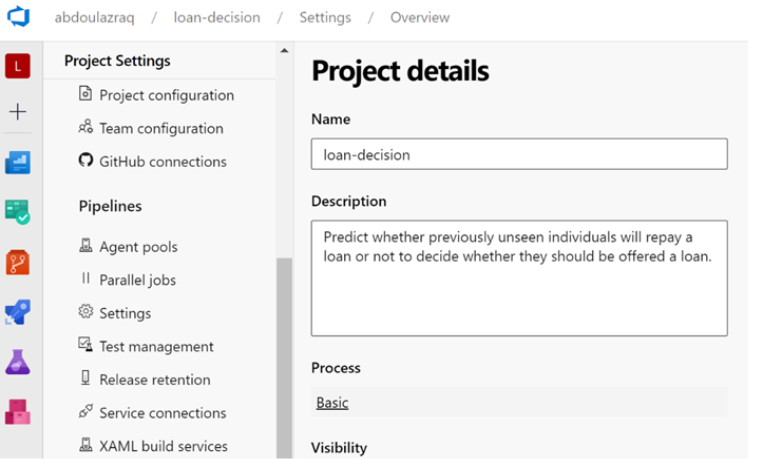 abdoulazraq / loan-decision / Settings / Overview
L
Project Settings
Project configuration
Team configuration
GitHub connections
Pipelines
Agent pools
Parallel jobs
Settings
Test management
Release retention
Service connections
XAML build services
Project details
Name
loan-decision
Description
Predict whether previously unseen individuals will repay a
loan or not to decide whether they should be offered a loan.
Process
Basic
Visibility